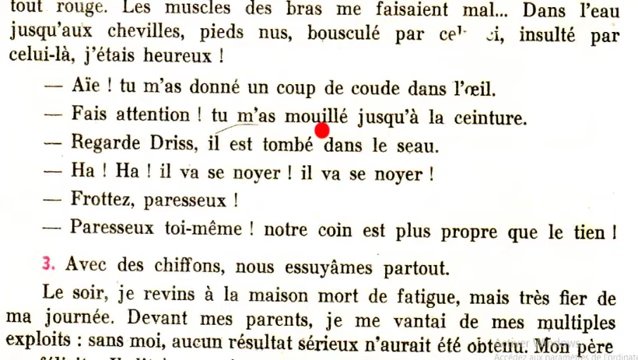 tout rouge. Les muscles des bras me faisaient mal... Dans l'eau
jusqu'aux chevilles, pieds nus, bousculé par insulté par
celui-là, j'étais heureux !
— Aïe ! tu m'as donné un coup de coude dans l'œil.
— Fais attention ! tu m'as mouillé jusqu'à la ceinture.
— Regarde Driss, il est tombé dans le seau.
— Ha ! Ha ! il va se noyer ! il va se noyer !
— Frottez, paresseux !
— Paresseux toi-même ! notre coin est plus propre que le tien !
3. Avec des chiffons, nous essuyâmes partout.
Le soir, je revins à la maison mort de fatigue, mais très fier de
ma journée. Devant mes parents, je me vantai de mes multiples
exploits : sans moi, aucun résultat sérieux n'aurait été obtenu. Mon père